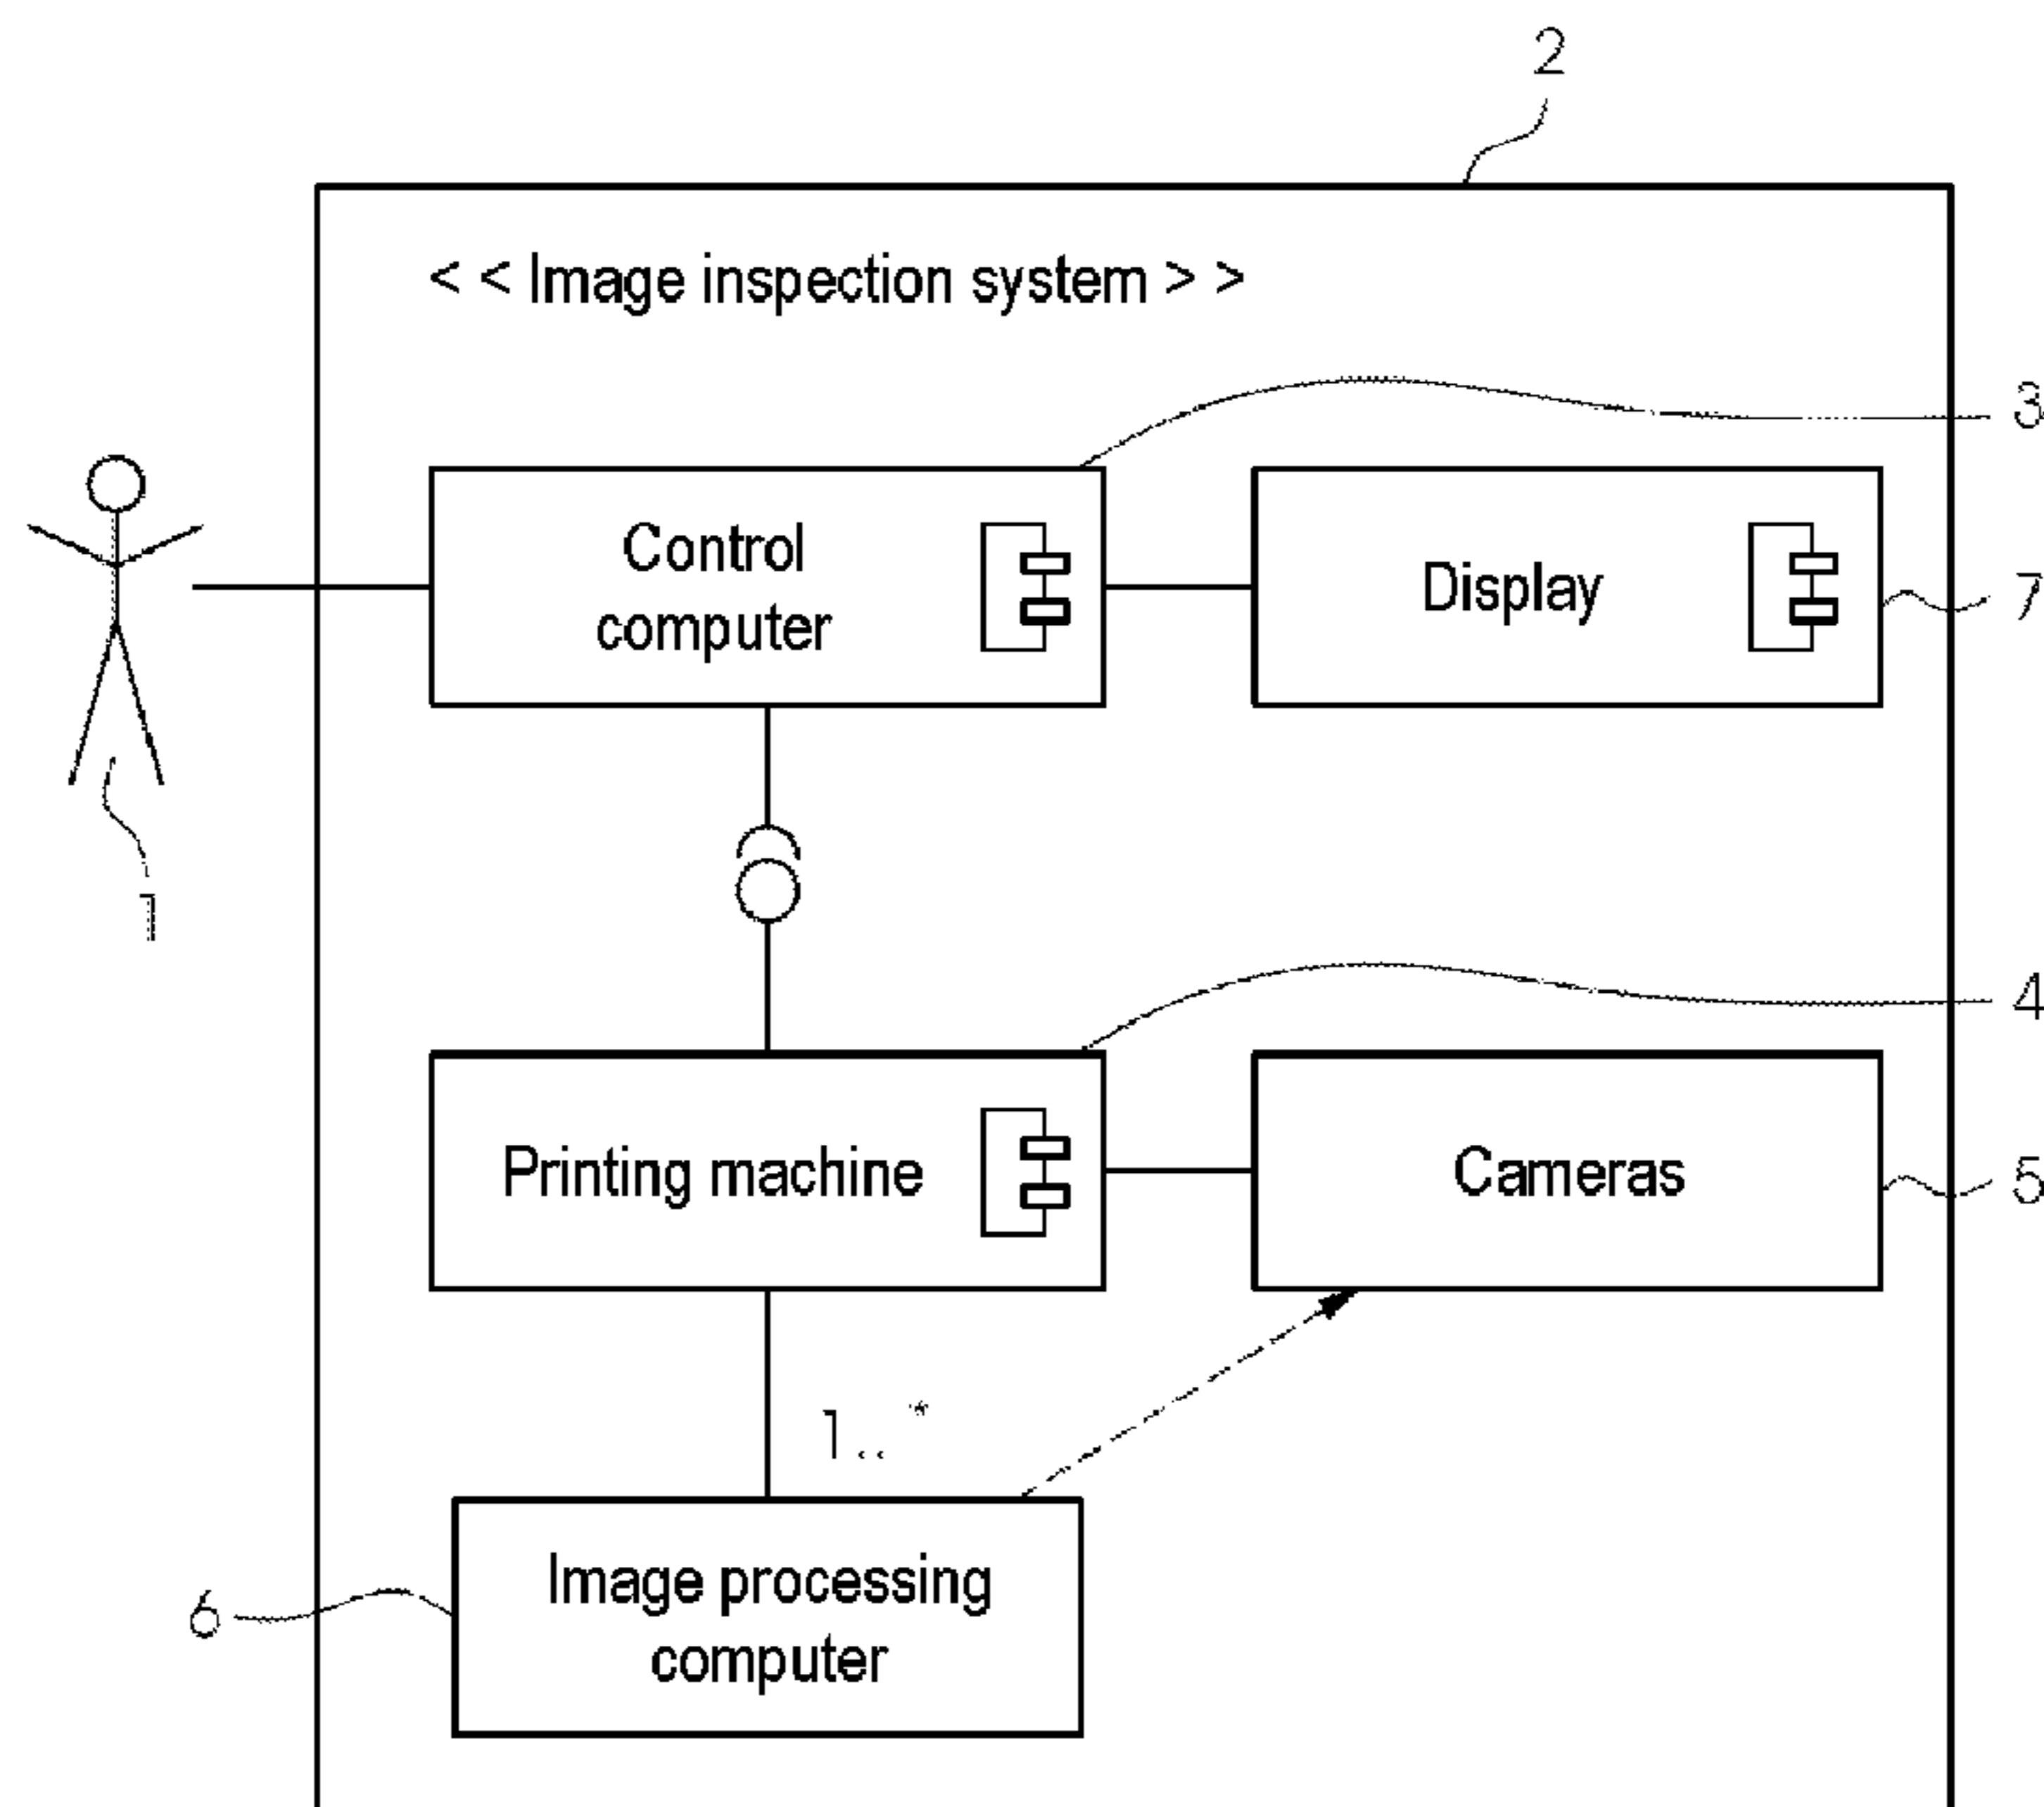 2
< < Image inspection system > >
3
Control
computer
Display
7
1
4
Printing machine
Cameras
5
1..*
Image processing
computer
6